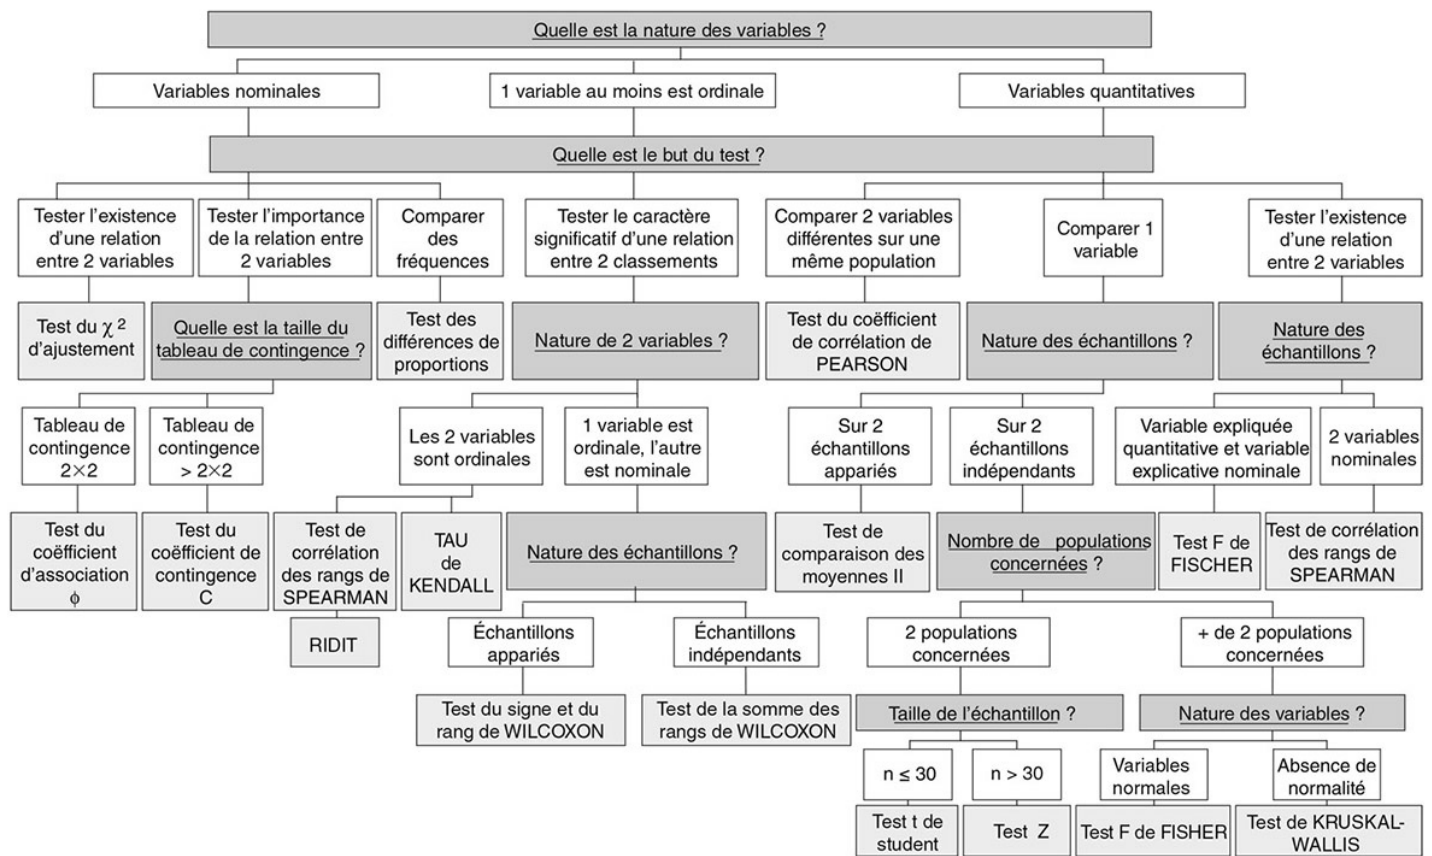 Quelle est la nature des variables ?
Variables nominales
1 variable au moins est ordinale
Variables quantitatives
Quelle est le but du test ?
Tester l'existence
d'une relation
entre 2 variables
Tester l'importance
de la relation entre
2 variables
Comparer
des
fréquences
Tester le caractère
significatif d'une relation
entre 2 classements
Comparer 2 variables
différentes sur une
même population
Comparer 1
variable
Tester l'existence
d'une relation
entre 2 variables
Test du χ 2
d'ajustement
Quelle est la taille du
tableau de contingence ?
Test des
différences de
proportions
Nature de 2 variables ?
Test du coëfficient
de corrélation de
PEARSON
Nature des échantillons ?
Nature des
échantillons ?
Tableau de
contingence
2×2
Tableau de
contingence
> 2×2
Les 2 variables
sont ordinales
1 variable est
ordinale, l'autre
est nominale
Sur 2
échantillons
appariés
Sur 2
échantillons
indépendants
Variable expliquée
quantitative et variable
explicative nominale
2 variables
nominales
Test du
coëfficient
d'association
ϕ
Test du
coëfficient de
contingence
C
Test de
corrélation
des rangs de
SPEARMAN
TAU
de
KENDALL
Nature des échantillons ?
Test de
comparaison des
moyennes II
Nombre de populations
concernées ?
Test F de
FISCHER
Test de corrélation
des rangs de
SPEARMAN
RIDIT
Échantillons
appariés
Échantillons
indépendants
2 populations
concernées
+ de 2 populations
concernées
Test du signe et du
rang de WILCOXON
Test de la somme des
rangs de WILCOXON
Taille de l'échantillon ?
Nature des variables ?
n ≤ 30
n > 30
Variables
normales
Absence de
normalité
Test t de
student
Test Z
Test F de FISHER
Test de KRUSKAL-
WALLIS